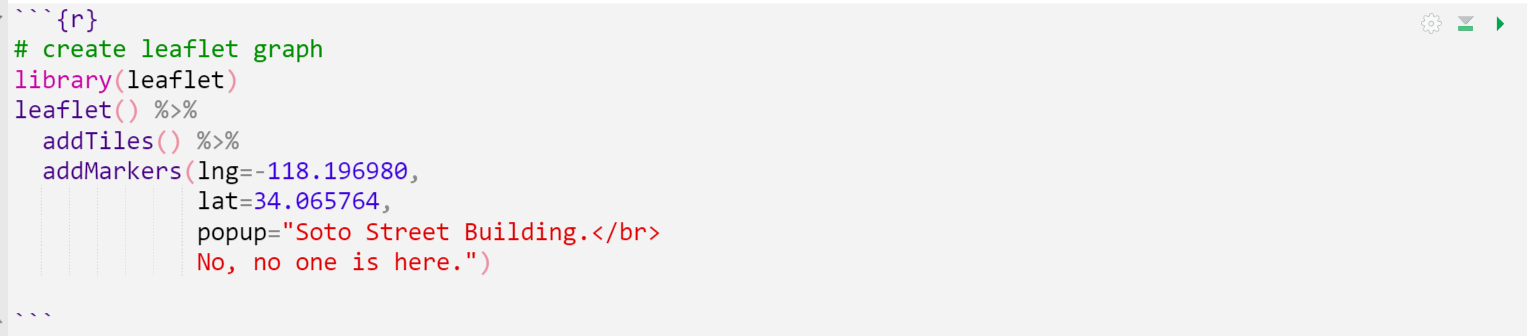 ```{r}
# create leaflet graph
library(leaflet)
leaflet() %>%
  addTiles() %>%
  addMarkers(lng=-118.196980,
             lat=34.065764,
             popup="Soto Street Building.</br>
             No, no one is here.")
```